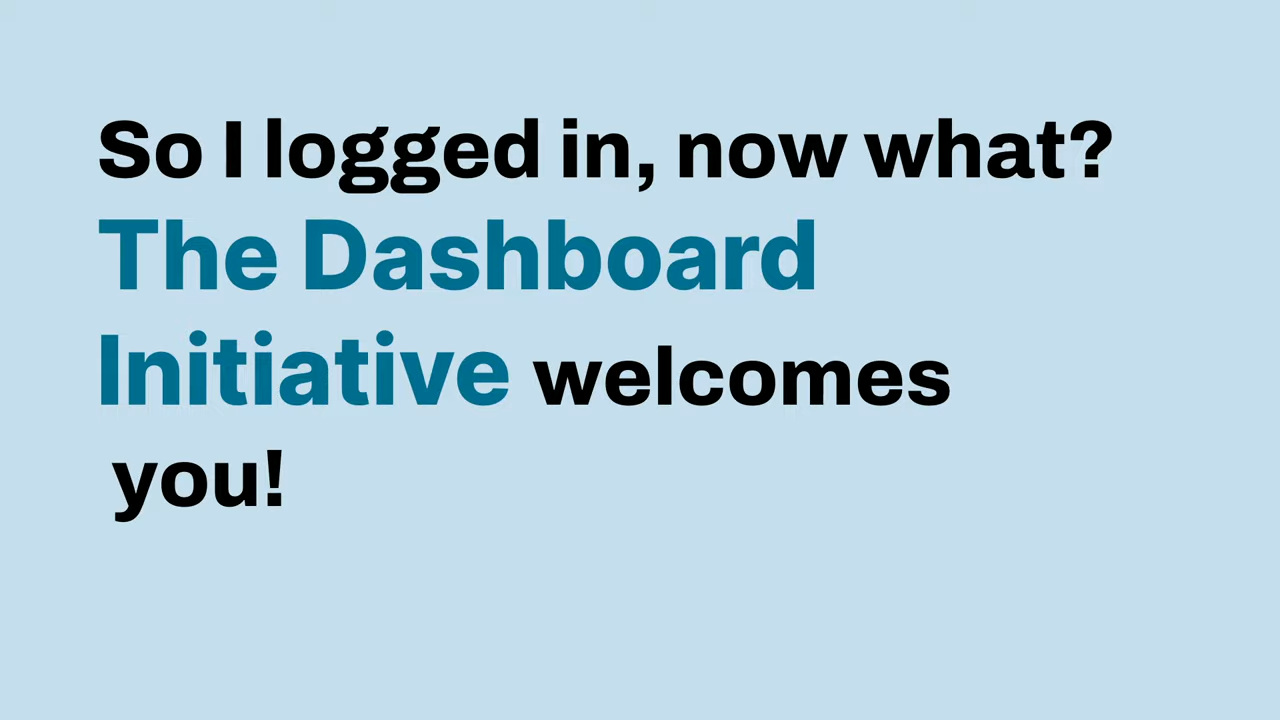 So I logged in, now what?
The Dashboard
Initiative welcomes
you!